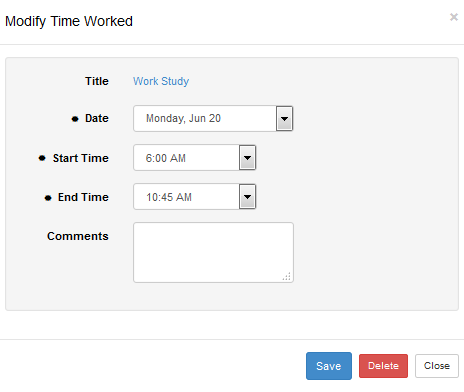 Modify Time Worked ×
Title Work Study
Date Monday, Jun 20
Start Time 6:00 AM
End Time 10:45 AM
Comments
Save Delete Close